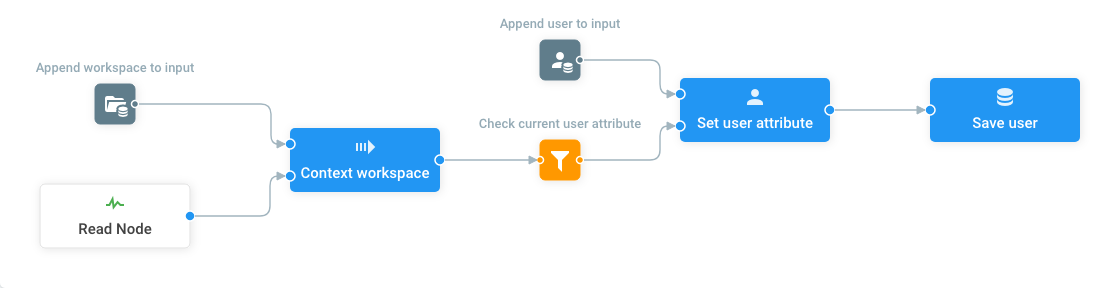 Append user to input
Append workspace to input
Check current user attribute
Set user attribute
Save user
Context workspace
Read Node